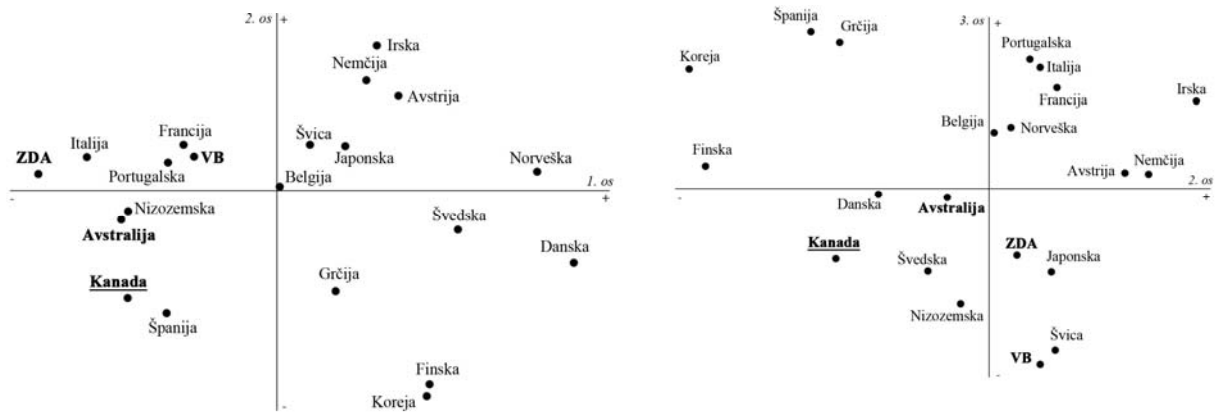 2. os
+
Irska
Nemčija
Avstrija
Francija
Italija
ZDA
VB
Portugalska
Švica
Japonska
Norveška
Belgija
1. os
-
+
Nizozemska
Avstralija
Švedska
Danska
Kanada
Grčija
Španija
Finska
Koreja
-
3. os
+
Španija
Grčija
Koreja
Portugalska
Italija
Francija
Irska
Belgija
Norveška
Finska
Avstrija
Nemčija
2. os
-
+
Danska
Avstralija
Kanada
ZDA
Švedska
Japonska
Nizozemska
Švica
VB
-